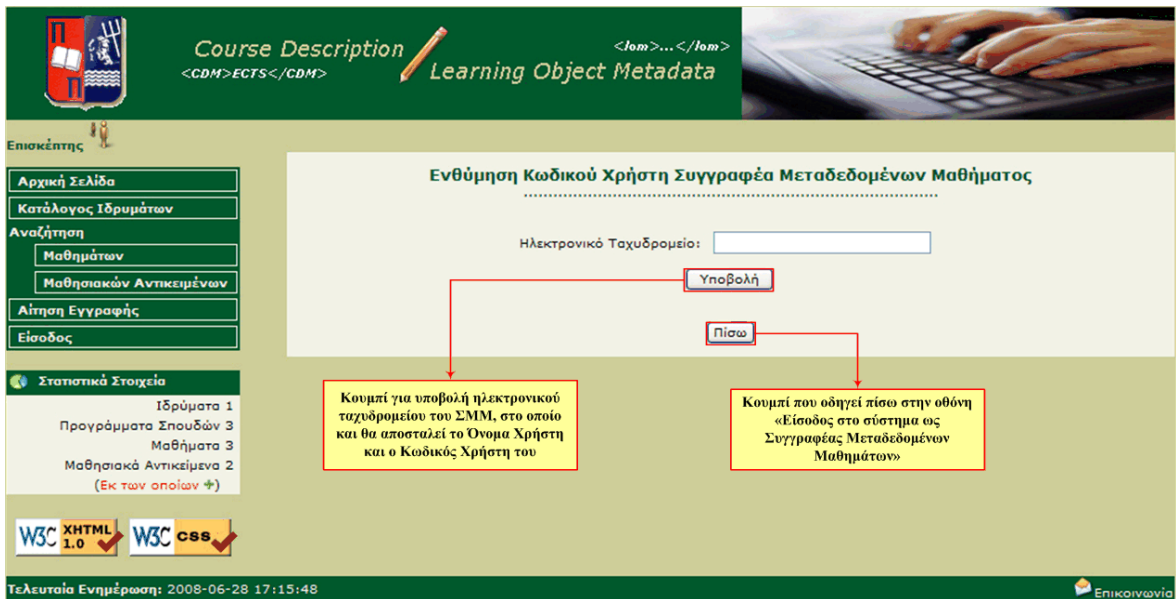 Course Description
<CDM>ECTS</CDM>
<lom>...</lom>
Learning Object Metadata
Επισκέπτης
Αρχική Σελίδα
Κατάλογος Ιδρυμάτων
Αναζήτηση
Μαθημάτων
Μαθησιακών Αντικειμένων
Αίτηση Εγγραφής
Είσοδος
Στατιστικά Στοιχεία
Ιδρύματα 1
Προγράμματα Σπουδών 3
Μαθήματα 3
Μαθησιακά Αντικείμενα 2
(Εκ των οποίων +)
W3C XHTML 1.0
W3C css
Ενθύμηση Κωδικού Χρήστη Συγγραφέα Μεταδεδομένων Μαθήματος
Ηλεκτρονικό Ταχυδρομείο:
Υποβολή
Πίσω
Κουμπί για υποβολή ηλεκτρονικού
ταχυδρομείου του ΣΜΜ, στο οποίο
και θα αποσταλεί το Όνομα Χρήστη
και ο Κωδικός Χρήστη του
Κουμπί που οδηγεί πίσω στην οθόνη
«Είσοδος στο σύστημα ως
Συγγραφέας Μεταδεδομένων
Μαθημάτων»
Τελευταία Ενημέρωση: 2008-06-28 17:15:48
Επικοινωνία